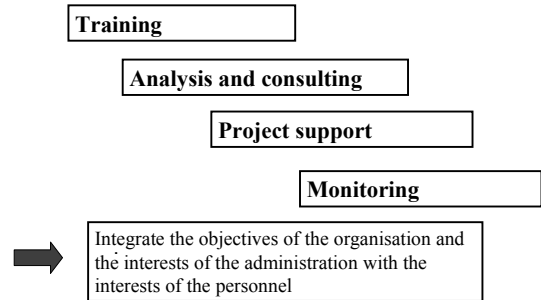 Training
Analysis and consulting
Project support
Monitoring
Integrate the objectives of the organisation and
the interests of the administration with the
interests of the personnel